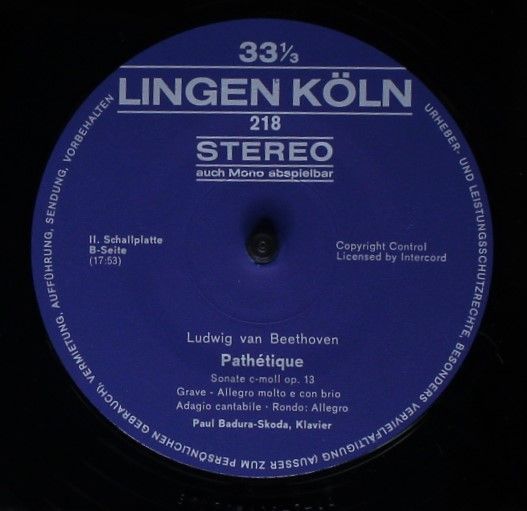 33⅓
LINGEN KÖLN
218
STEREO
auch Mono abspielbar
II. Schallplatte
B-Seite
(17:53)
Copyright Control
Licensed by Intercord
Ludwig van Beethoven
Pathétique
Sonate c-moll op. 13
Grave - Allegro molto e con brio
Adagio cantabile · Rondo: Allegro
Paul Badura-Skoda, Klavier
URHEBER- UND LEISTUNGSSCHUTZRECHTE, BESONDERS VERVIELFÄLTIGUNG (AUSSER ZUM PERSÖNLICHEN GEBRAUCH), VERMIETUNG, AUFFÜHRUNG, SENDUNG, VORBEHALTEN